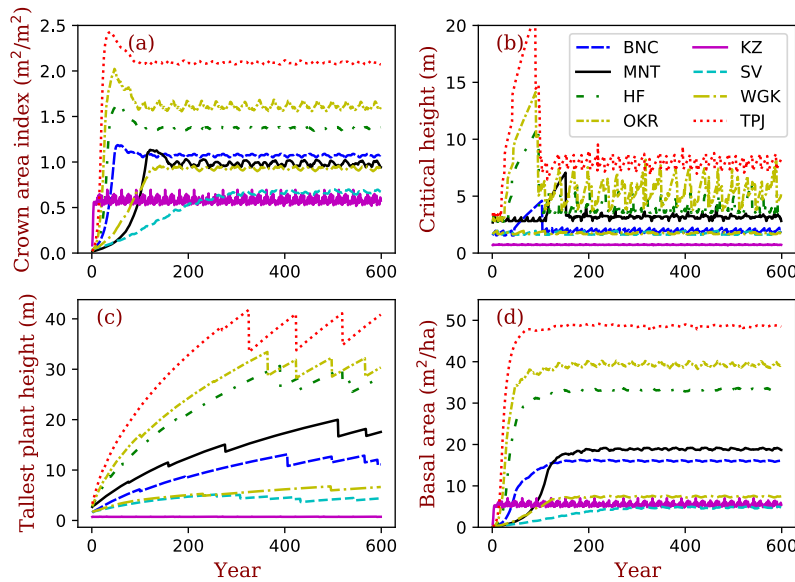 (a)
Crown area index (m²/m²)
2.5
2.0
1.5
1.0
0.5
0.0
0
200
400
600
(b)
Critical height (m)
20
15
10
5
0
0
200
400
600
BNC
MNT
HF
OKR
KZ
SV
WGK
TPJ
(c)
Tallest plant height (m)
40
30
20
10
0
0
200
400
600
Year
(d)
Basal area (m²/ha)
50
40
30
20
10
0
0
200
400
600
Year